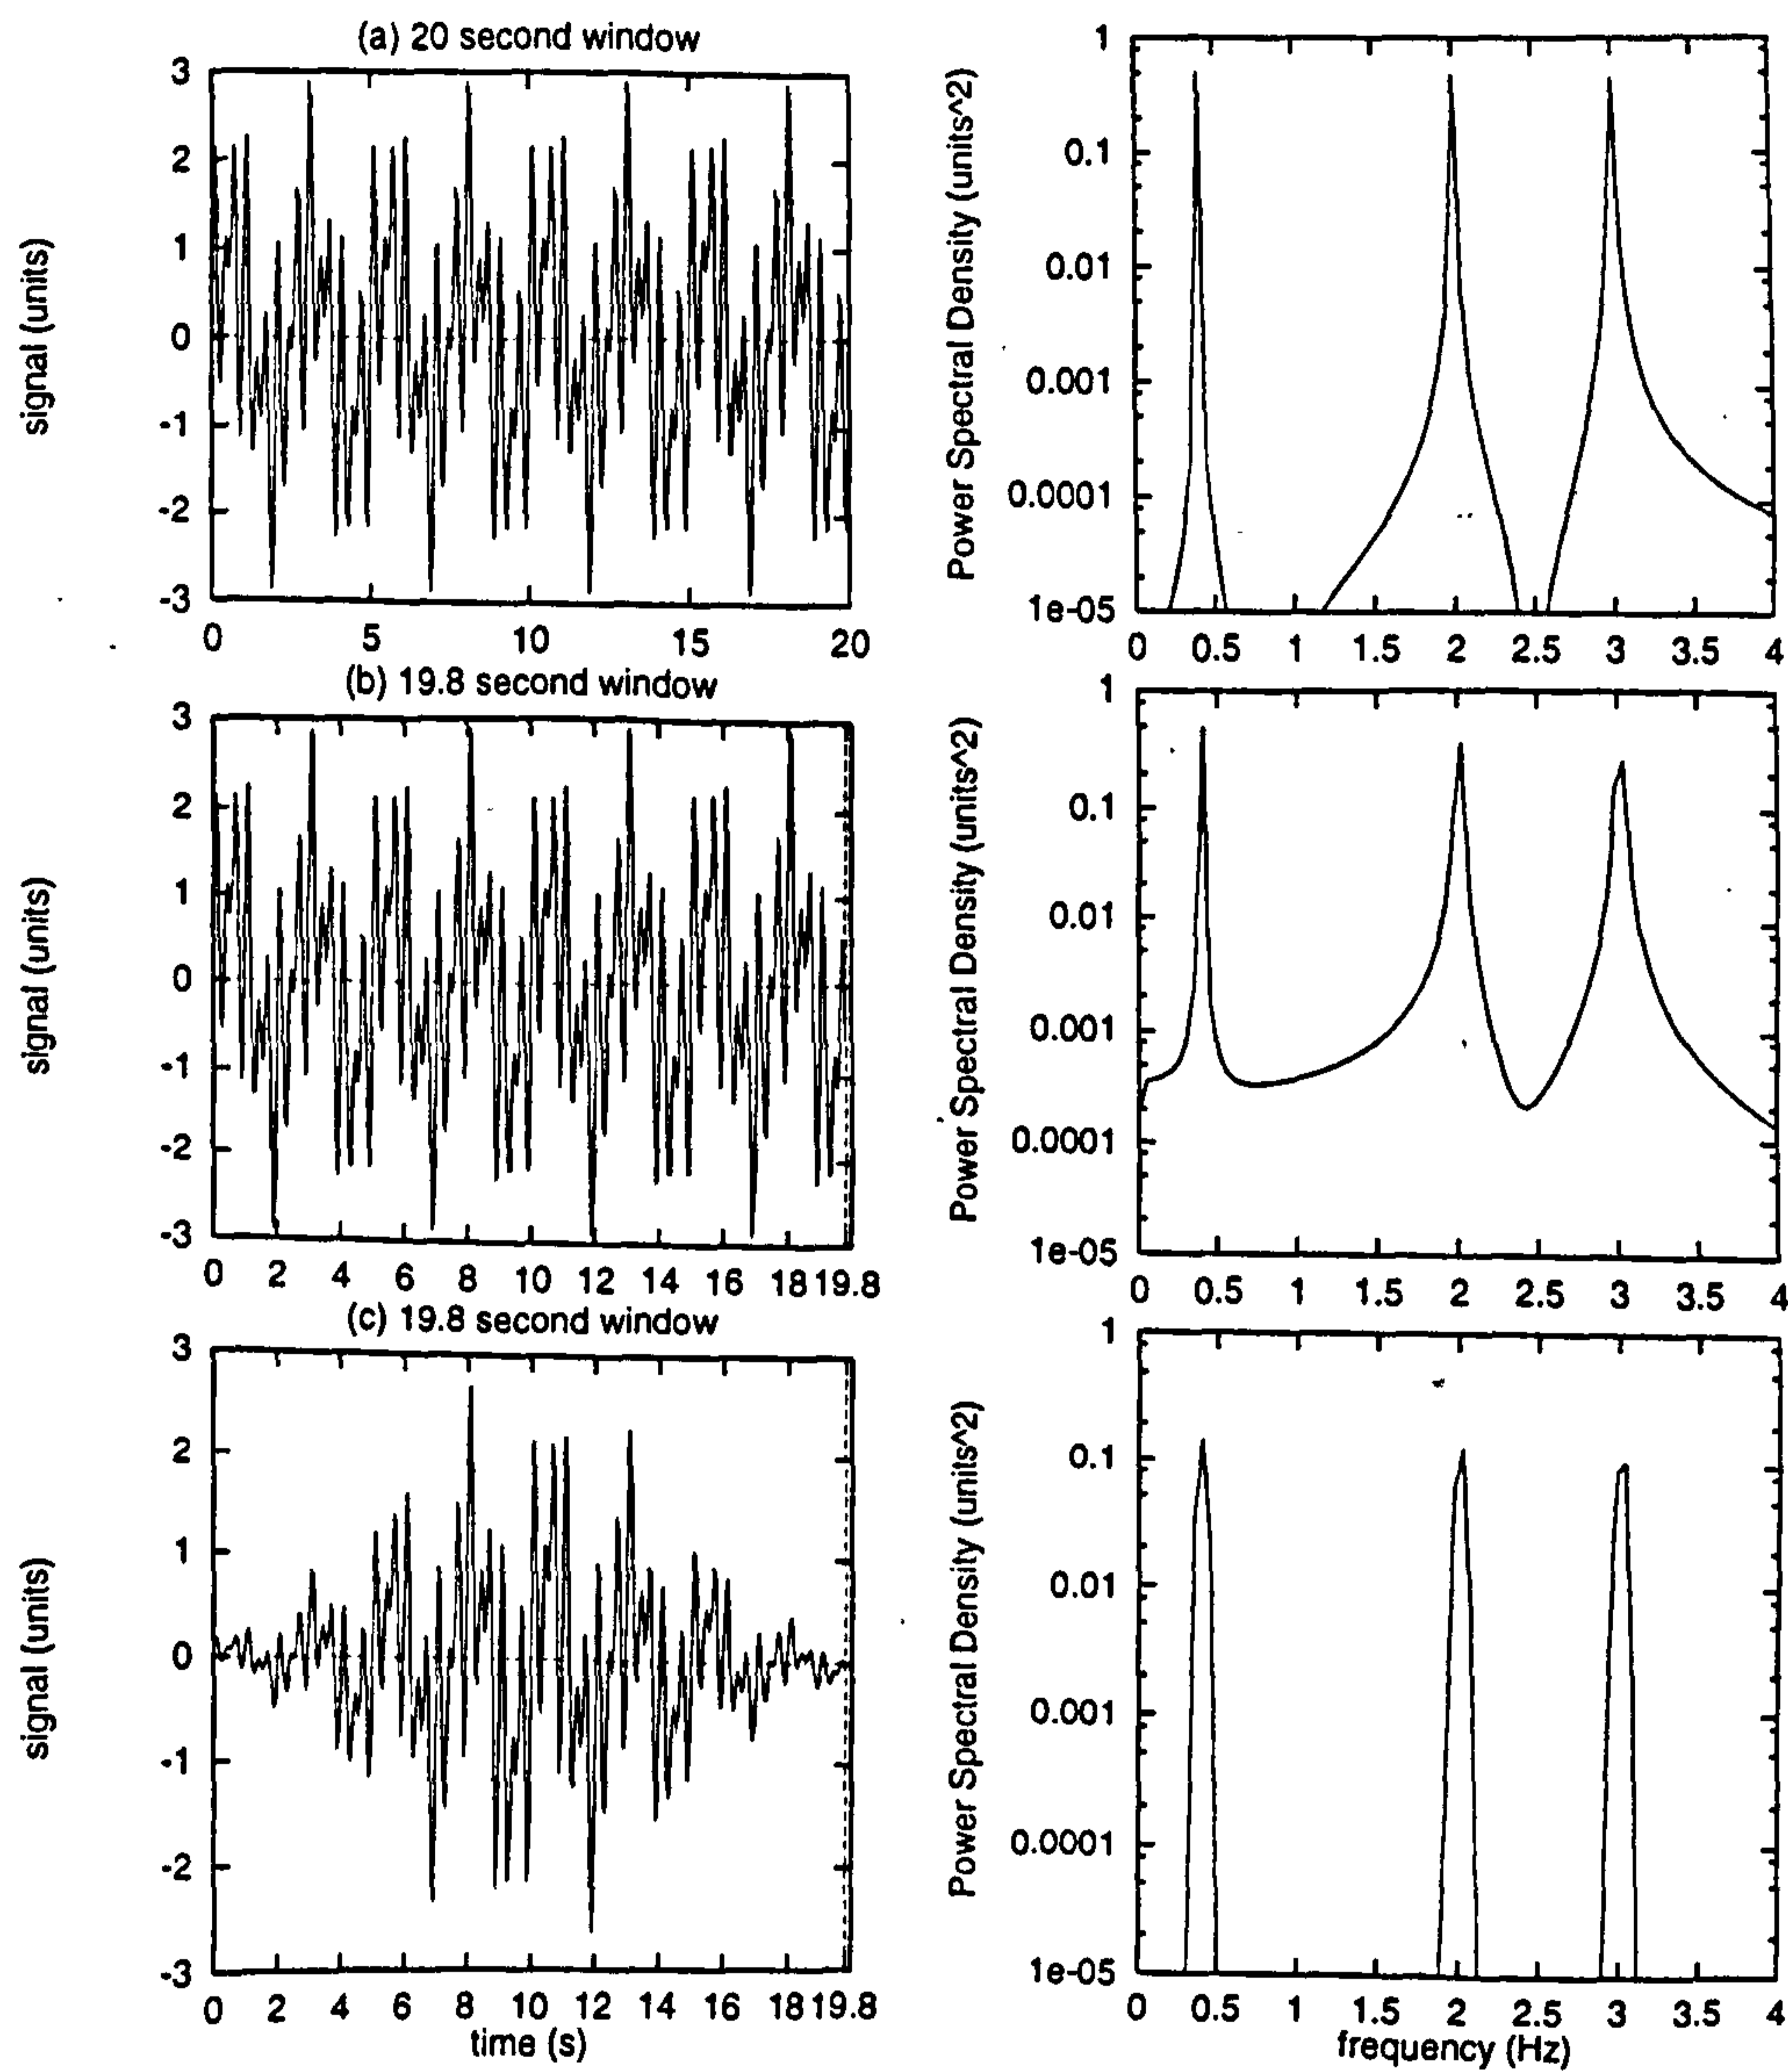 (a) 20 second window
signal (units)
3
2
1
0
-1
-2
-3
0 5 10 15 20
Power Spectral Density (units^2)
1
0.1
0.01
0.001
0.0001
1e-05
0 0.5 1 1.5 2 2.5 3 3.5 4
(b) 19.8 second window
signal (units)
3
2
1
0
-1
-2
-3
0 2 4 6 8 10 12 14 16 18 19.8
Power Spectral Density (units^2)
1
0.1
0.01
0.001
0.0001
1e-05
0 0.5 1 1.5 2 2.5 3 3.5 4
(c) 19.8 second window
signal (units)
3
2
1
0
-1
-2
-3
0 2 4 6 8 10 12 14 16 18 19.8
time (s)
Power Spectral Density (units^2)
1
0.1
0.01
0.001
0.0001
1e-05
0 0.5 1 1.5 2 2.5 3 3.5 4
frequency (Hz)